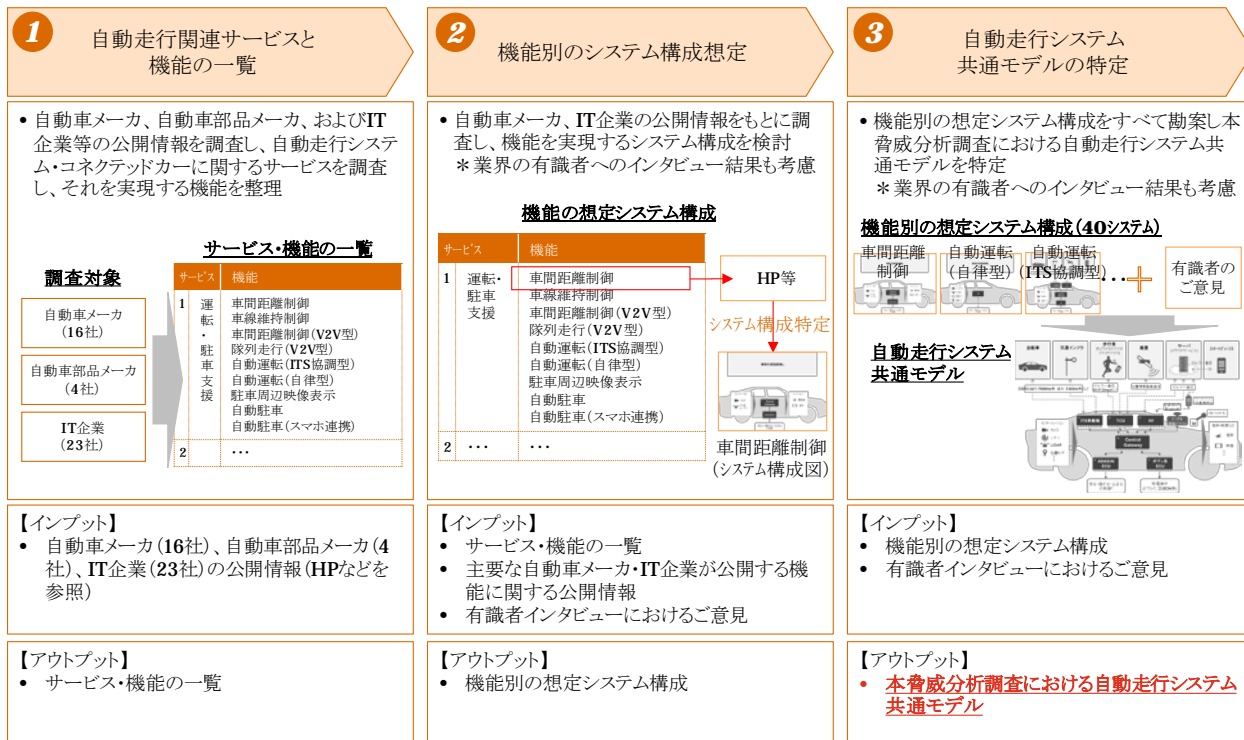 1
自動走行関連サービスと
機能の一覧
• 自動車メーカ、自動車部品メーカ、およびIT
企業等の公開情報を調査し、自動走行システ
ム・コネクテッドカーに関するサービスを調査
し、それを実現する機能を整理
サービス・機能の一覧
調査対象
自動車メーカ
(16社)
自動車部品メーカ
(4社)
IT企業
(23社)
サービス 機能
1 運転・駐車支援
車間距離制御
車線維持制御
車間距離制御(V2V型)
隊列走行(V2V型)
自動運転(ITS協調型)
自動運転(自律型)
駐車周辺映像表示
自動駐車
自動駐車(スマホ連携)
2 ・・・
【インプット】
• 自動車メーカ(16社)、自動車部品メーカ(4
社)、IT企業(23社)の公開情報(HPなどを
参照)
【アウトプット】
• サービス・機能の一覧
2
機能別のシステム構成想定
• 自動車メーカ、IT企業の公開情報をもとに調
査し、機能を実現するシステム構成を検討
＊業界の有識者へのインタビュー結果も考慮
機能の想定システム構成
サービス 機能
1 運転・
駐車
支援
車間距離制御
車線維持制御
車間距離制御(V2V型)
隊列走行(V2V型)
自動運転(ITS協調型)
自動運転(自律型)
駐車周辺映像表示
自動駐車
自動駐車(スマホ連携)
2 ・・・ ・・・
HP等
システム構成特定
車間距離制御
(システム構成図)
【インプット】
• サービス・機能の一覧
• 主要な自動車メーカ・IT企業が公開する機
能に関する公開情報
• 有識者インタビューにおけるご意見
【アウトプット】
• 機能別の想定システム構成
3
自動走行システム
共通モデルの特定
• 機能別の想定システム構成をすべて勘案し本
脅威分析調査における自動走行システム共
通モデルを特定
＊業界の有識者へのインタビュー結果も考慮
機能別の想定システム構成(40システム)
車間距離
制御
自動運転
(自律型)
自動運転
(ITS協調型)
・・・
有識者の
ご意見
自動走行システム
共通モデル
TCU
Central
Gateway
【インプット】
• 機能別の想定システム構成
• 有識者インタビューにおけるご意見
【アウトプット】
• 本脅威分析調査における自動走行システム
共通モデル